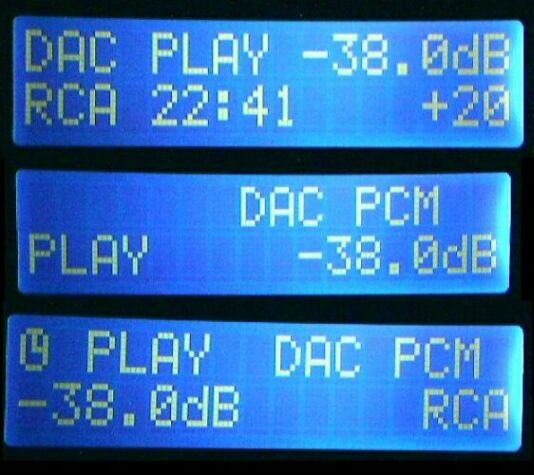 DAC PLAY -38.0dB
RCA 22:41 +20
DAC PCM
PLAY -38.0dB
PLAY DAC PCM
-38.0dB RCA